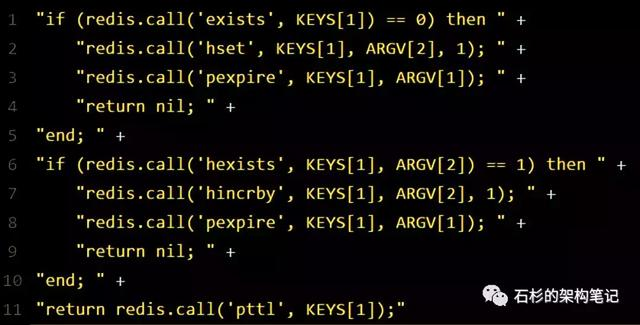 1 "if (redis.call('exists', KEYS[1]) == 0) then " +
2 "redis.call('hset', KEYS[1], ARGV[2], 1); " +
3 "redis.call('pexpire', KEYS[1], ARGV[1]); " +
4 "return nil; " +
5 "end; " +
6 "if (redis.call('hexists', KEYS[1], ARGV[2]) == 1) then " +
7 "redis.call('hincrby', KEYS[1], ARGV[2], 1); " +
8 "redis.call('pexpire', KEYS[1], ARGV[1]); " +
9 "return nil; " +
10 "end; " +
11 "return redis.call('pttl', KEYS[1]);"
石杉的架构笔记